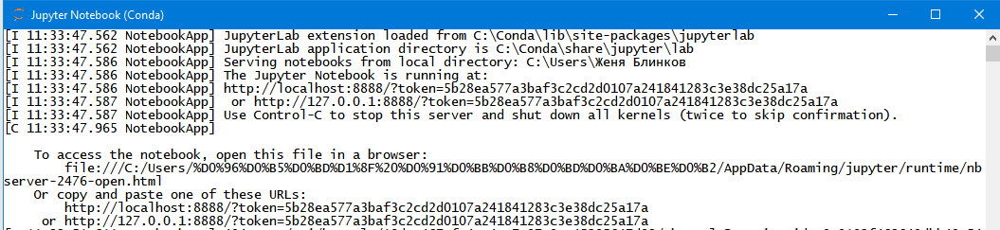 Jupyter Notebook (Conda)
[I 11:33:47.562 NotebookApp] JupyterLab extension loaded from C:\Conda\lib\site-packages\jupyterlab
[I 11:33:47.562 NotebookApp] JupyterLab application directory is C:\Conda\share\jupyter\lab
[I 11:33:47.586 NotebookApp] Serving notebooks from local directory: C:\Users\Женя Блинков
[I 11:33:47.586 NotebookApp] The Jupyter Notebook is running at:
[I 11:33:47.586 NotebookApp] http://localhost:8888/?token=5b28ea577a3baf3c2cd2d0107a241841283c3e38dc25a17a
[I 11:33:47.587 NotebookApp]  or http://127.0.0.1:8888/?token=5b28ea577a3baf3c2cd2d0107a241841283c3e38dc25a17a
[I 11:33:47.587 NotebookApp] Use Control-C to stop this server and shut down all kernels (twice to skip confirmation).
[C 11:33:47.965 NotebookApp]
To access the notebook, open this file in a browser:
file:///C:/Users/%D0%96%D0%B5%D0%BD%D1%8F%20%D0%91%D0%BB%D0%B8%D0%BD%D0%BA%D0%BE%D0%B2/AppData/Roaming/jupyter/runtime/nb
server-2476-open.html
Or copy and paste one of these URLs:
http://localhost:8888/?token=5b28ea577a3baf3c2cd2d0107a241841283c3e38dc25a17a
or http://127.0.0.1:8888/?token=5b28ea577a3baf3c2cd2d0107a241841283c3e38dc25a17a